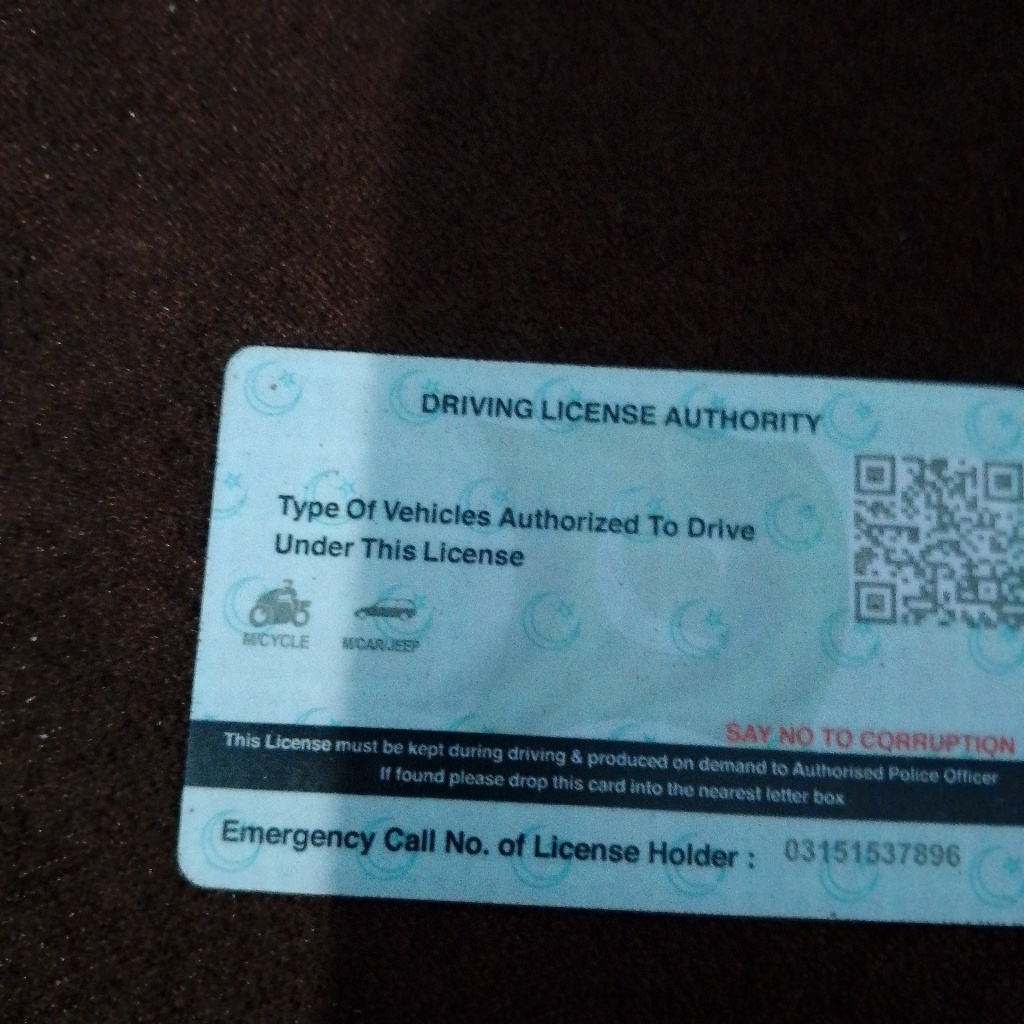 DRIVING LICENSE AUTHORITY
Type Of Vehicles Authorized To Drive
Under This License
M/CYCLE M/CAR/JEEP
SAY NO TO CORRUPTION
This License must be kept during driving & produced on demand to Authorised Police Officer
If found please drop this card into the nearest letter box
Emergency Call No. of License Holder : 03151537896